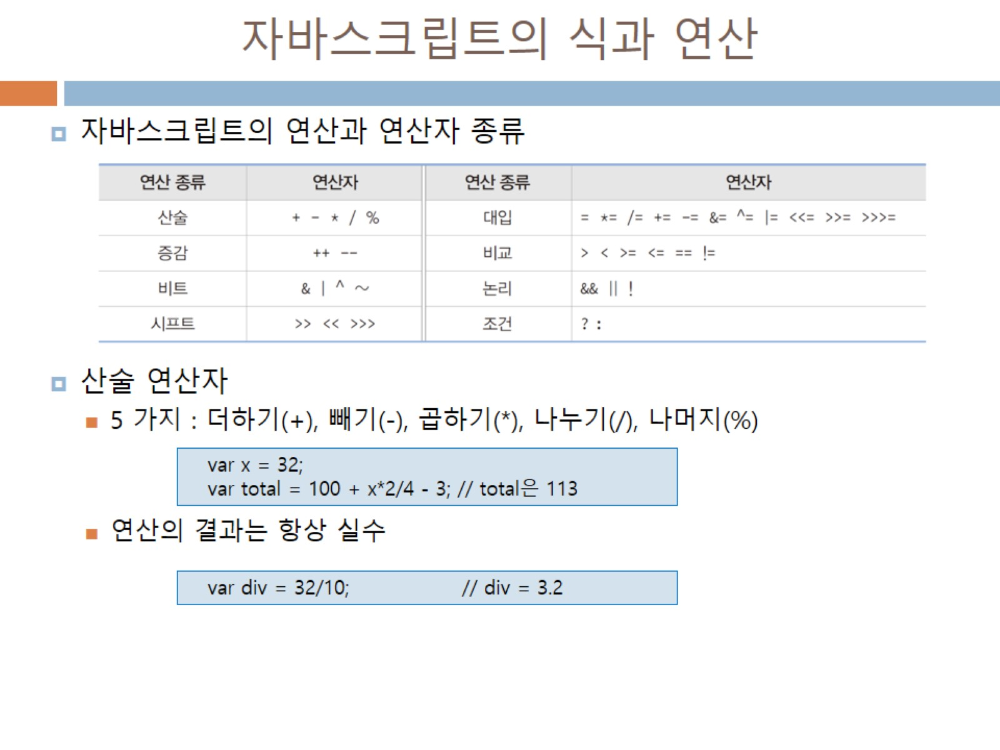 자바스크립트의 식과 연산
자바스크립트의 연산과 연산자 종류
연산 종류 연산자 연산 종류 연산자
산술 + - * / % 대입 = *= /= += -= &= ^= |= <<= >>= >>>=
증감 ++ -- 비교 > < >= <= == !=
비트 & | ^ ~ 논리 && || !
시프트 >> << >>> 조건 ? :
산술 연산자
5 가지 : 더하기(+), 빼기(-), 곱하기(*), 나누기(/), 나머지(%)
var x = 32;
var total = 100 + x*2/4 - 3; // total은 113
연산의 결과는 항상 실수
var div = 32/10; // div = 3.2